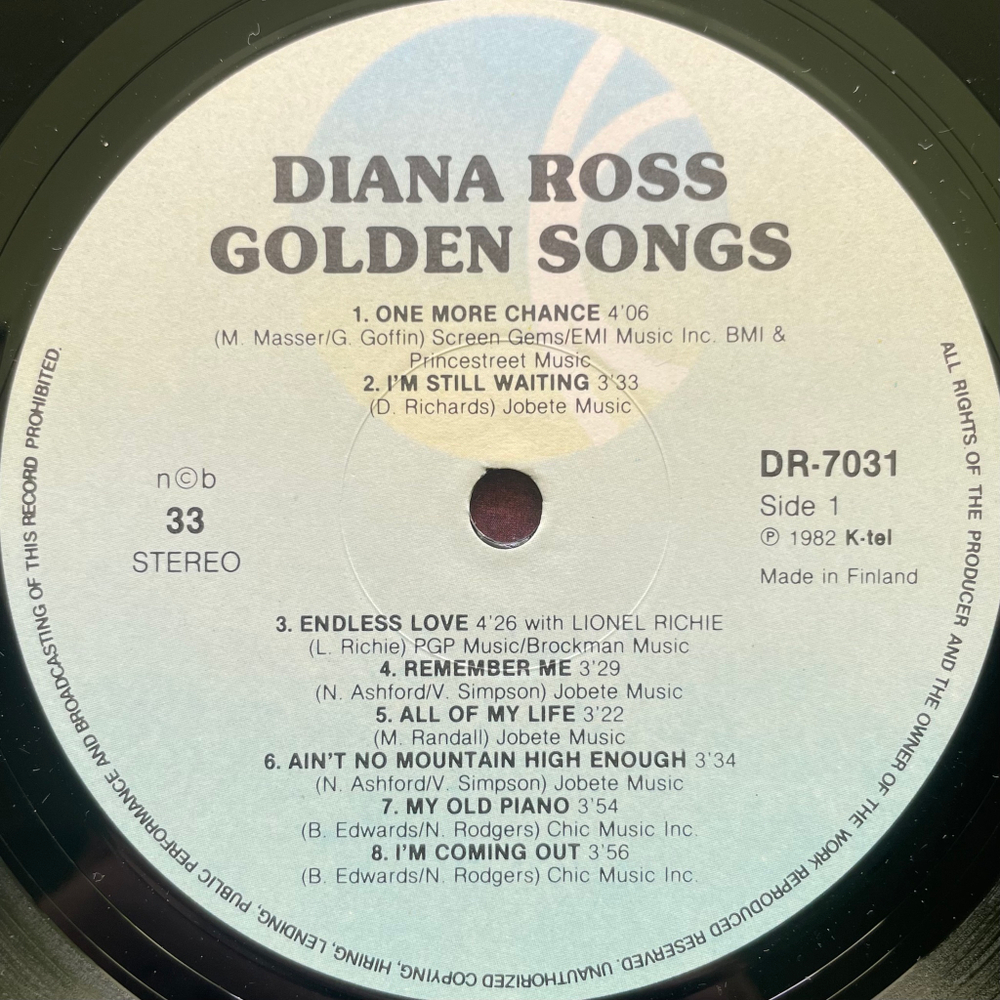 DIANA ROSS
GOLDEN SONGS
1. ONE MORE CHANCE 4'06
(M. Masser/G. Goffin) Screen Gems/EMI Music Inc. BMI &
Princestreet Music
2. I'M STILL WAITING 3'33
(D. Richards) Jobete Music
n©b
33
STEREO
DR-7031
Side 1
℗ 1982 K-tel
Made in Finland
3. ENDLESS LOVE 4'26 with LIONEL RICHIE
(L. Richie) PGP Music/Brockman Music
4. REMEMBER ME 3'29
(N. Ashford/V. Simpson) Jobete Music
5. ALL OF MY LIFE 3'22
(M. Randall) Jobete Music
6. AIN'T NO MOUNTAIN HIGH ENOUGH 3'34
(N. Ashford/V. Simpson) Jobete Music
7. MY OLD PIANO 3'54
(B. Edwards/N. Rodgers) Chic Music Inc.
8. I'M COMING OUT 3'56
(B. Edwards/N. Rodgers) Chic Music Inc.
ALL RIGHTS OF THE PRODUCER AND THE OWNER OF THE WORK REPRODUCED RESERVED. UNAUTHORIZED COPYING, HIRING, LENDING, PUBLIC PERFORMANCE AND BROADCASTING OF THIS RECORD PROHIBITED.